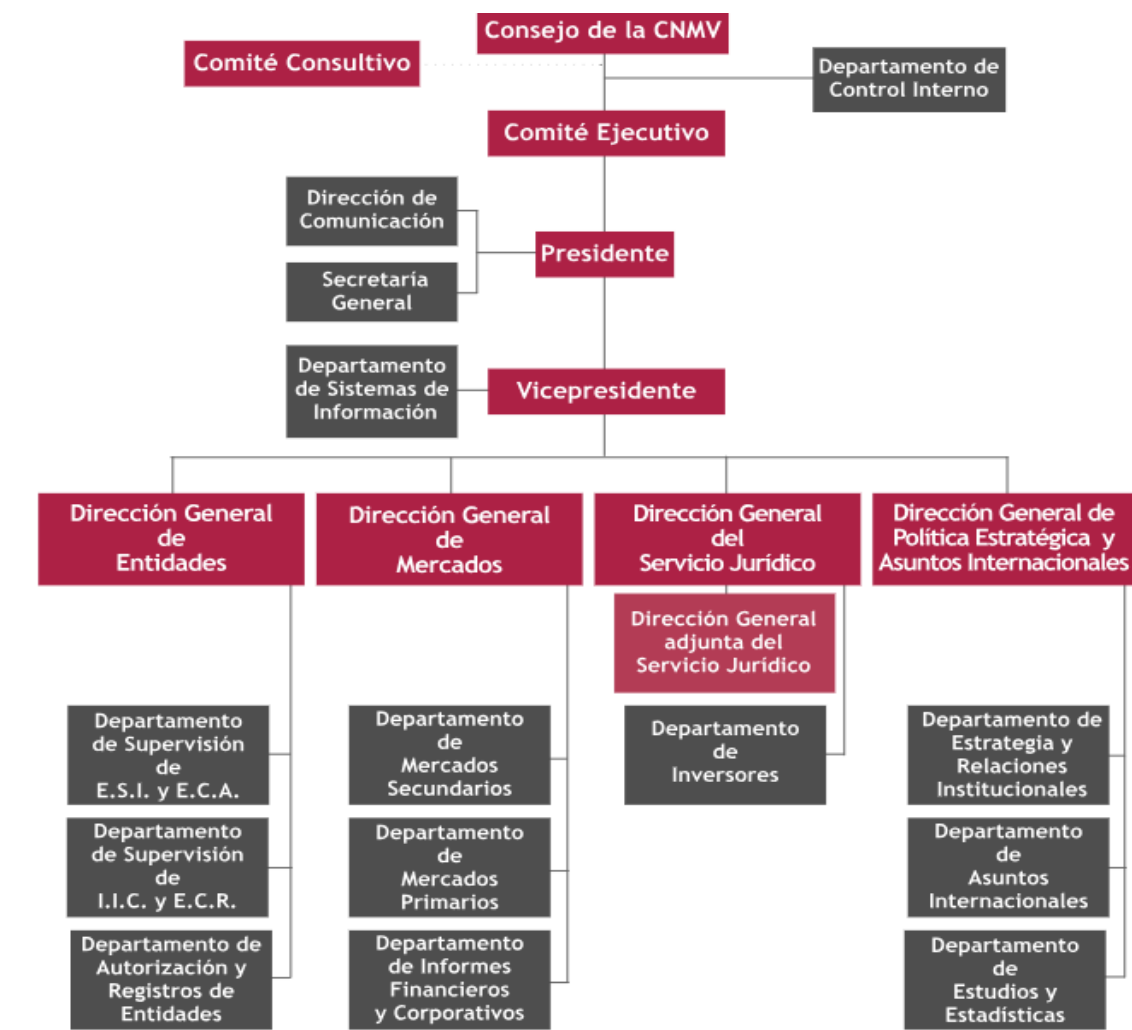 Consejo de la CNMV
Comité Consultivo
Departamento de
Control Interno
Comité Ejecutivo
Dirección de
Comunicación
Presidente
Secretaría
General
Departamento
de Sistemas de
Información
Vicepresidente
Dirección General
de
Entidades
Dirección General
de
Mercados
Dirección General
del
Servicio Jurídico
Dirección General de
Política Estratégica y
Asuntos Internacionales
Dirección General
adjunta del
Servicio Jurídico
Departamento
de Supervisión
de
E.S.I. y E.C.A.
Departamento
de
Mercados
Secundarios
Departamento
de
Inversores
Departamento de
Estrategia y
Relaciones
Institucionales
Departamento
de Supervisión
de
I.I.C. y E.C.R.
Departamento
de
Mercados
Primarios
Departamento
de
Asuntos
Internacionales
Departamento de
Autorización y
Registros de
Entidades
Departamento
de Informes
Financieros
y Corporativos
Departamento
de
Estudios y
Estadísticas